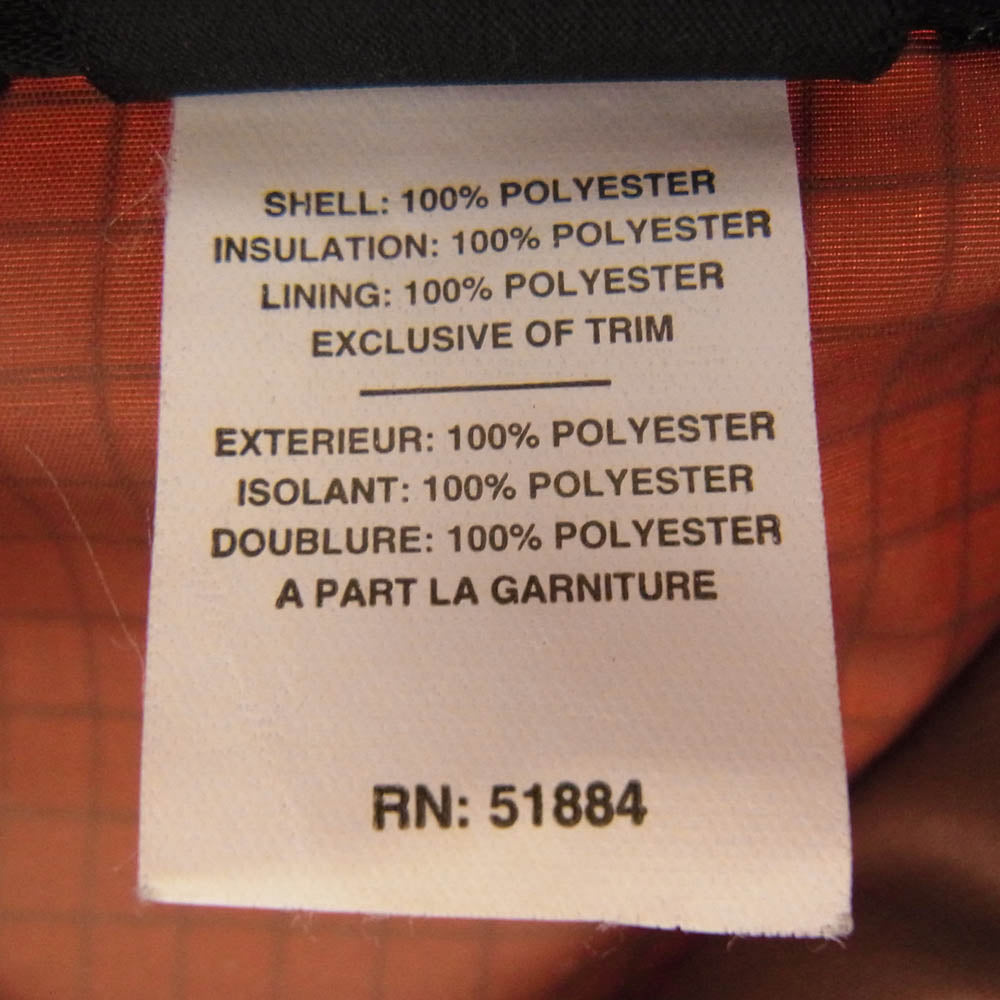 SHELL: 100% POLYESTER
INSULATION: 100% POLYESTER
LINING: 100% POLYESTER
EXCLUSIVE OF TRIM
EXTERIEUR: 100% POLYESTER
ISOLANT: 100% POLYESTER
DOUBLURE: 100% POLYESTER
A PART LA GARNITURE
RN: 51884